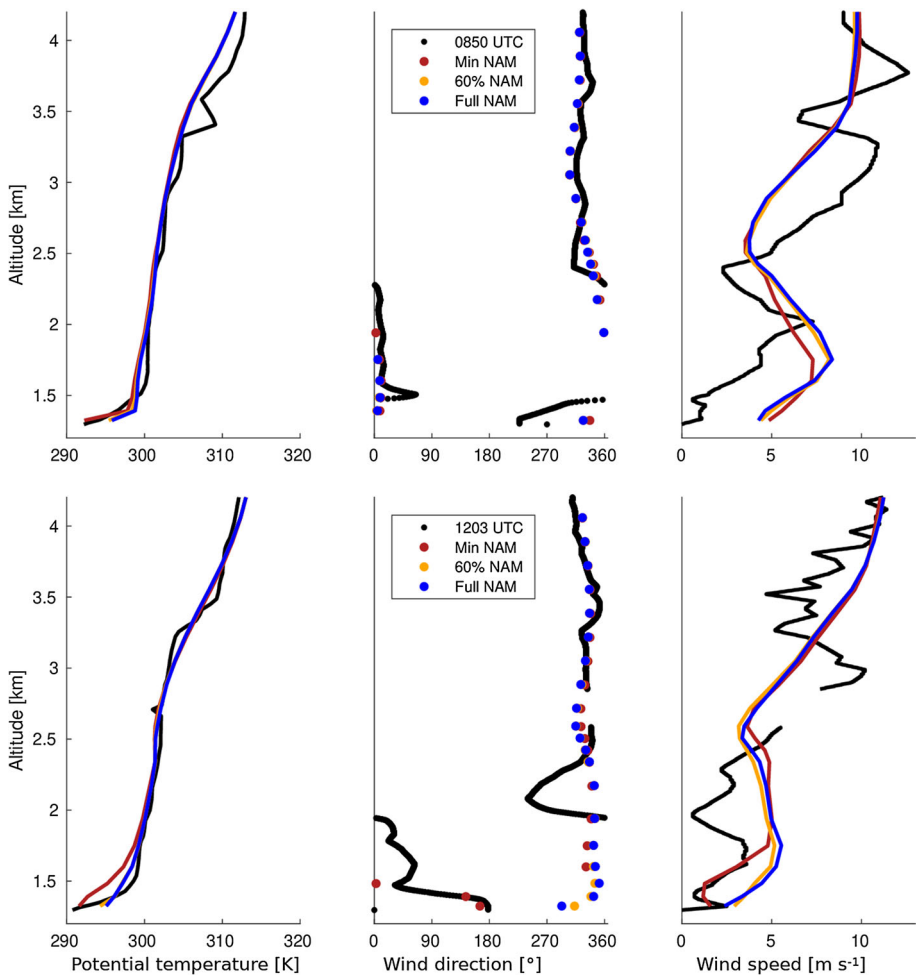 4
3.5
3
2.5
2
1.5
Altitude [km]
290 300 310 320
0850 UTC
Min NAM
60% NAM
Full NAM
0 90 180 270 360
0 5 10
4
3.5
3
2.5
2
1.5
Altitude [km]
290 300 310 320
Potential temperature [K]
1203 UTC
Min NAM
60% NAM
Full NAM
0 90 180 270 360
Wind direction [°]
0 5 10
Wind speed [m s-¹]